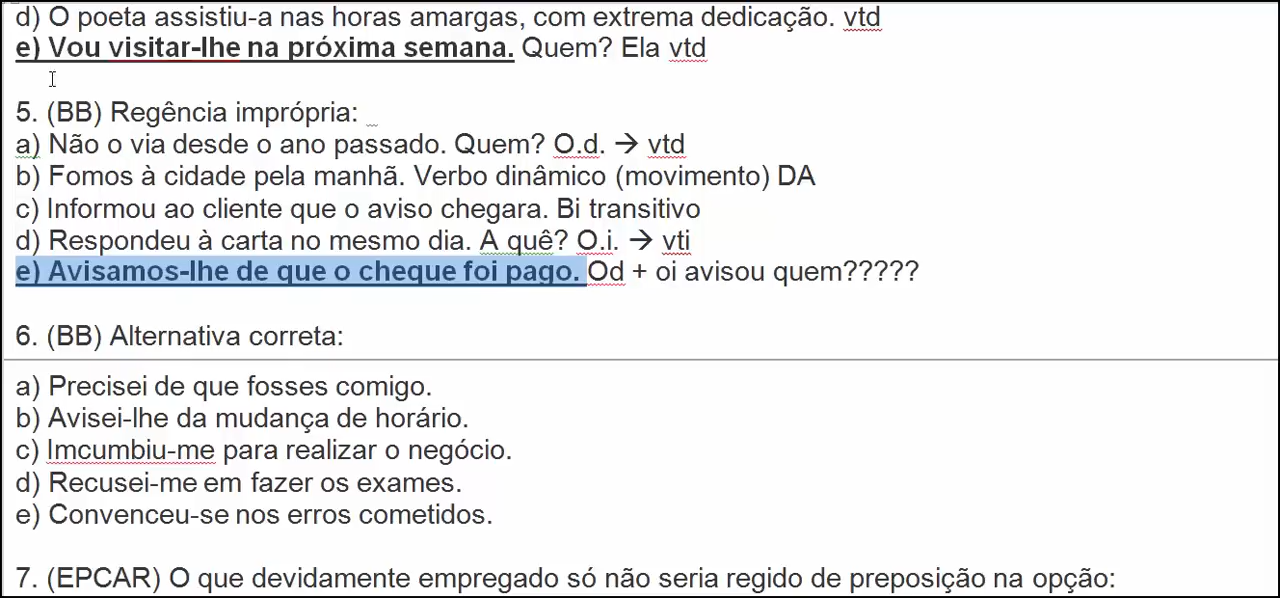 d) O poeta assistiu-a nas horas amargas, com extrema dedicação. vtd
e) Vou visitar-lhe na próxima semana. Quem? Ela vtd
5. (BB) Regência imprópria:
a) Não o via desde o ano passado. Quem? O.d. → vtd
b) Fomos à cidade pela manhã. Verbo dinâmico (movimento) DA
c) Informou ao cliente que o aviso chegara. Bi transitivo
d) Respondeu à carta no mesmo dia. A quê? O.i. → vti
e) Avisamos-lhe de que o cheque foi pago. Od + oi avisou quem?????
6. (BB) Alternativa correta:
a) Precisei de que fosses comigo.
b) Avisei-lhe da mudança de horário.
c) Imcumbiu-me para realizar o negócio.
d) Recusei-me em fazer os exames.
e) Convenceu-se nos erros cometidos.
7. (EPCAR) O que devidamente empregado só não seria regido de preposição na opção: